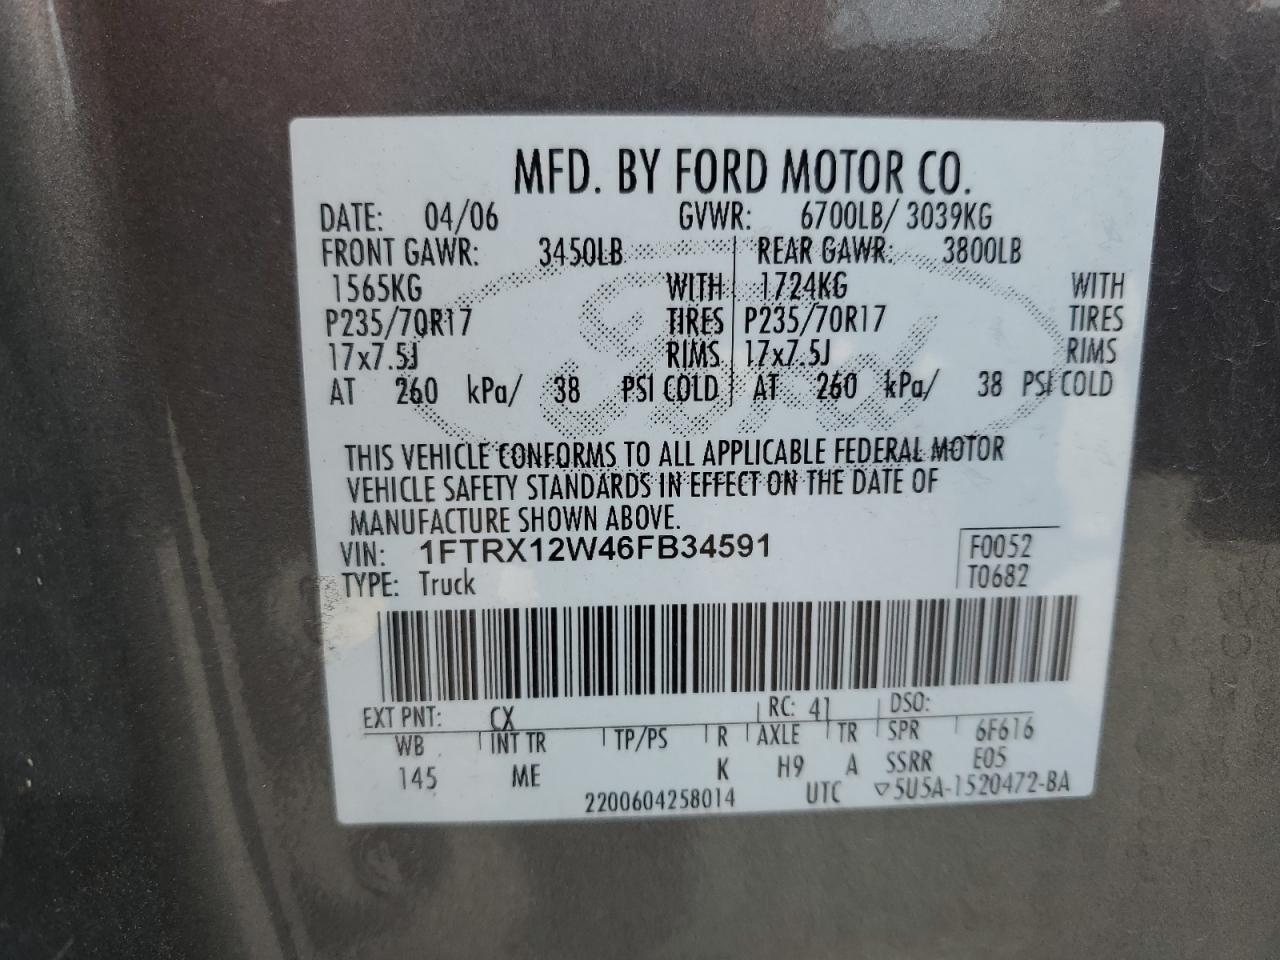 MFD. BY FORD MOTOR CO.
DATE: 04/06 GVWR: 6700LB/ 3039KG
FRONT GAWR: 3450LB REAR GAWR: 3800LB
1565KG WITH 1724KG WITH
P235/70R17 TIRES P235/70R17 TIRES
17x7.5J RIMS 17x7.5J RIMS
AT 260 kPa/ 38 PSI COLD AT 260 kPa/ 38 PSI COLD
THIS VEHICLE CONFORMS TO ALL APPLICABLE FEDERAL MOTOR
VEHICLE SAFETY STANDARDS IN EFFECT ON THE DATE OF
MANUFACTURE SHOWN ABOVE.
VIN: 1FTRX12W46FB34591 F0052
TYPE: Truck T0682
EXT PNT: CX RC: 41 DSO:
WB INT TR TP/PS R AXLE TR SPR 6F616
145 ME K H9 A SSRR E05
2200604258014 UTC ▽5U5A-1520472-BA
Ford